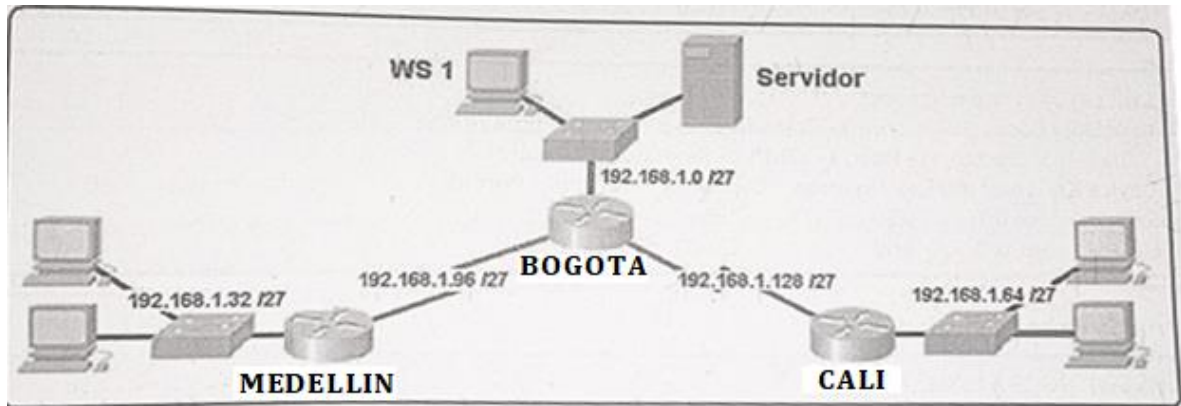 WS 1
Servidor
192.168.1.0 /27
BOGOTA
192.168.1.96 /27
192.168.1.128 /27
192.168.1.32 /27
192.168.1.64 /27
MEDELLIN
CALI